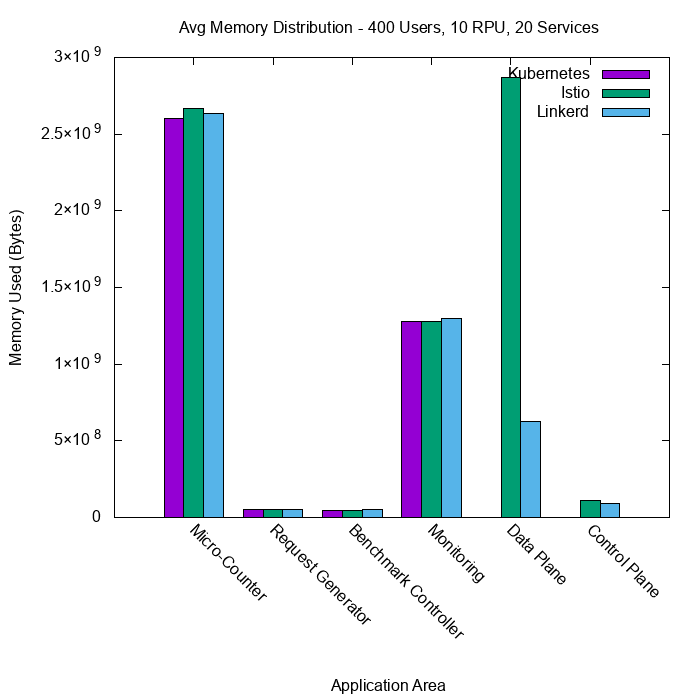 Avg Memory Distribution - 400 Users, 10 RPU, 20 Services
Kubernetes
Istio
Linkerd
3×10^9
2.5×10^9
2×10^9
1.5×10^9
1×10^9
5×10^8
0
Memory Used (Bytes)
Micro-Counter
Request Generator
Benchmark Controller
Monitoring
Data Plane
Control Plane
Application Area